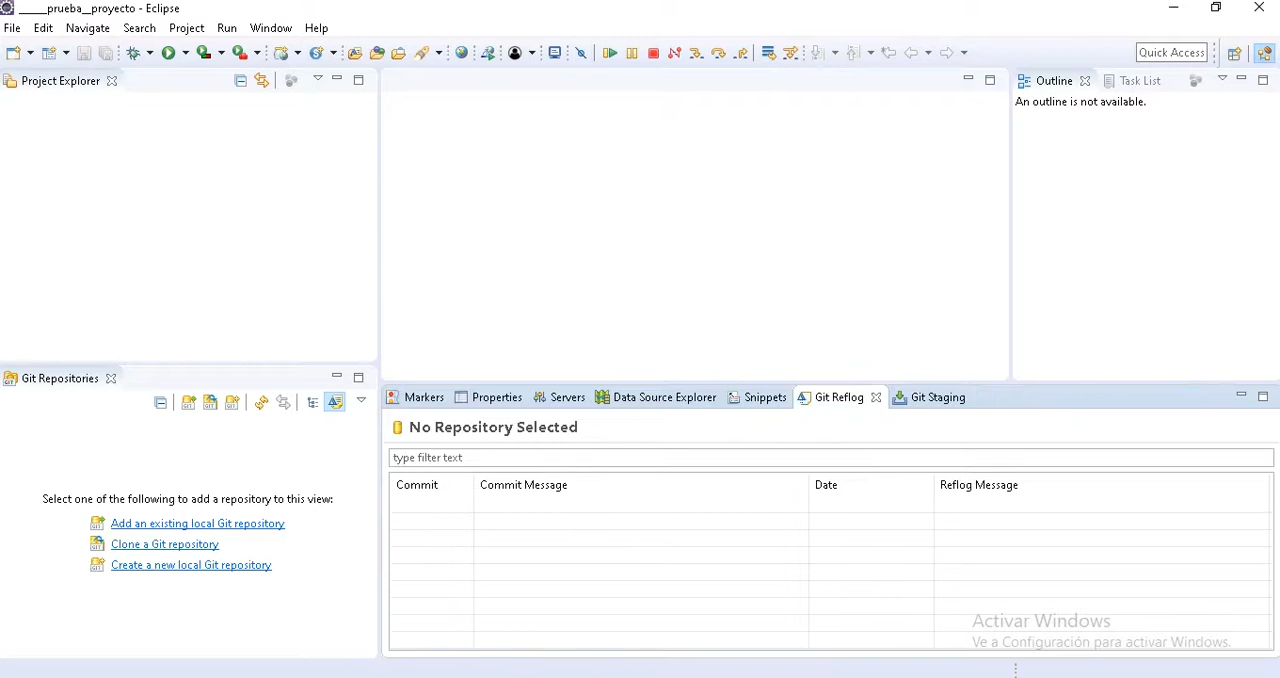 _____prueba__proyecto - Eclipse
File Edit Navigate Search Project Run Window Help
Quick Access
Project Explorer
Outline Task List
An outline is not available.
Git Repositories
Select one of the following to add a repository to this view:
Add an existing local Git repository
Clone a Git repository
Create a new local Git repository
Markers Properties Servers Data Source Explorer Snippets Git Reflog Git Staging
No Repository Selected
type filter text
Commit Commit Message Date Reflog Message
Activar Windows
Ve a Configuración para activar Windows.